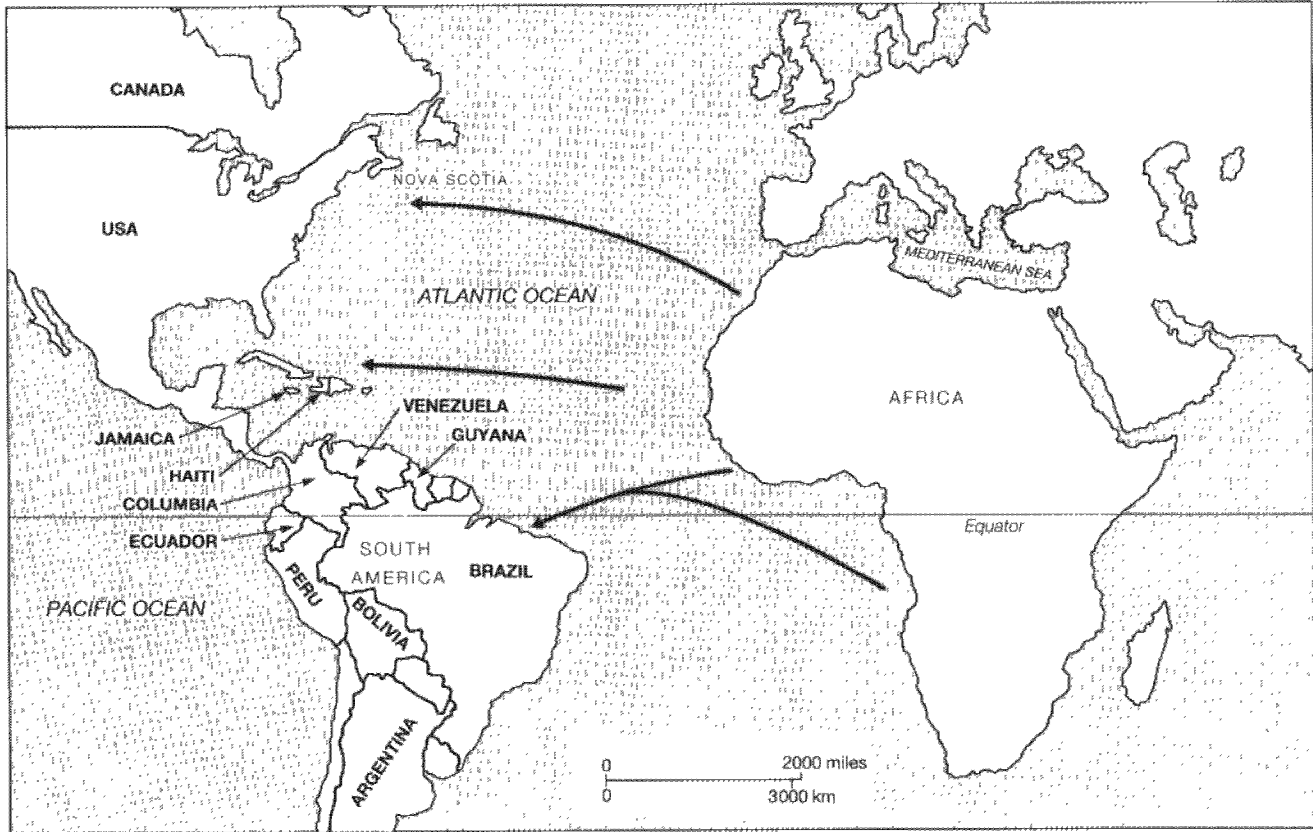 CANADA
NOVA SCOTIA
USA
MEDITERRANEAN SEA
ATLANTIC OCEAN
AFRICA
VENEZUELA
JAMAICA
GUYANA
HAITI
COLUMBIA
Equator
ECUADOR
SOUTH
AMERICA
BRAZIL
PERU
PACIFIC OCEAN
BOLIVIA
ARGENTINA
0 2000 miles
0 3000 km